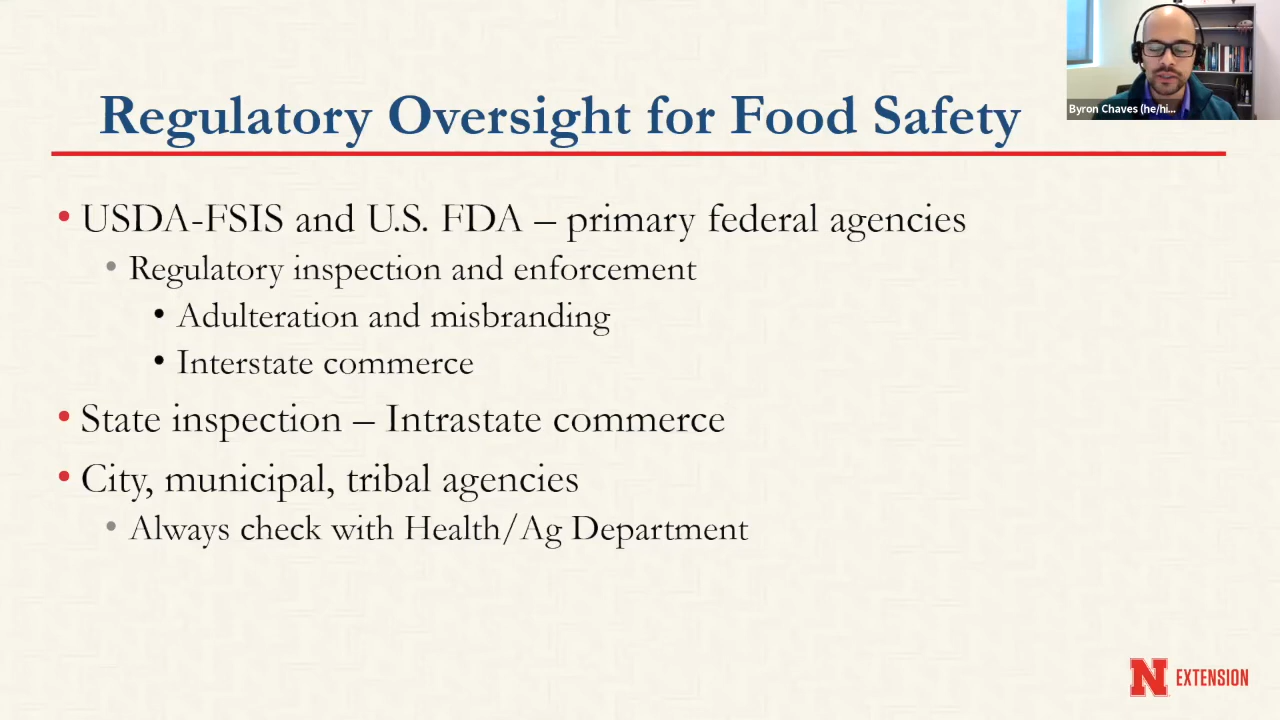 Regulatory Oversight for Food Safety
Byron Chaves (he/hi...
• USDA-FSIS and U.S. FDA – primary federal agencies
• Regulatory inspection and enforcement
• Adulteration and misbranding
• Interstate commerce
• State inspection – Intrastate commerce
• City, municipal, tribal agencies
• Always check with Health/Ag Department
N EXTENSION